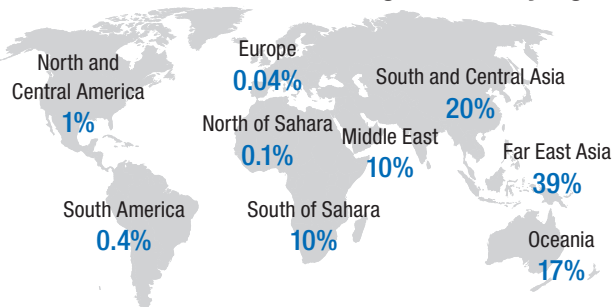 Europe
0.04%
North and
Central America
1%
South and Central Asia
20%
North of Sahara
0.1%
Middle East
10%
Far East Asia
39%
South America
0.4%
South of Sahara
10%
Oceania
17%